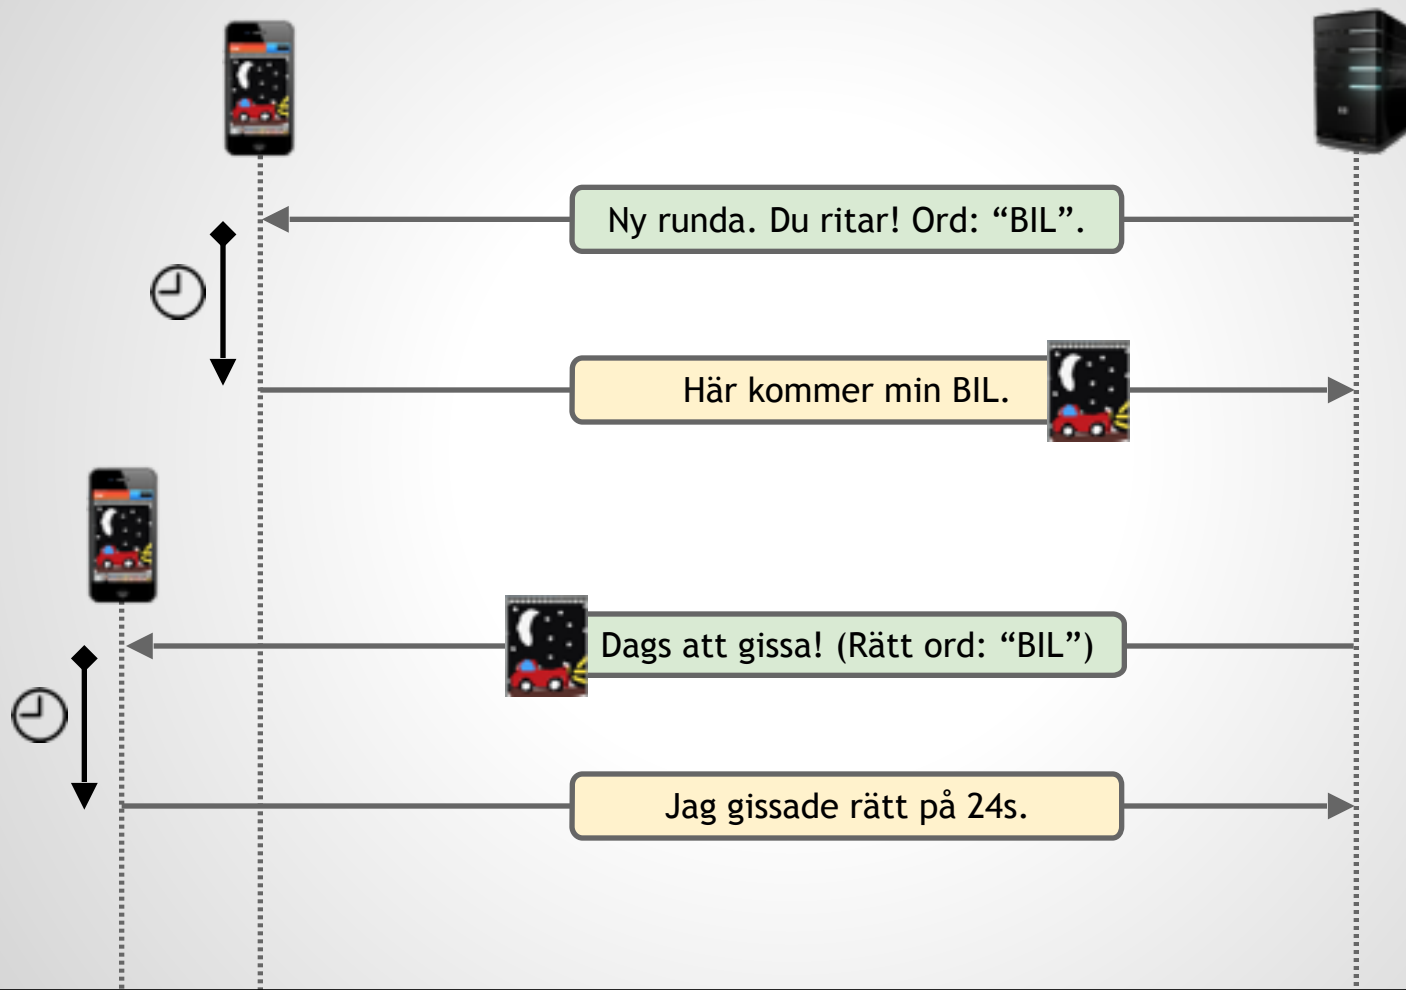 Ny runda. Du ritar! Ord: “BIL”.
Här kommer min BIL.
Dags att gissa! (Rätt ord: “BIL”)
Jag gissade rätt på 24s.